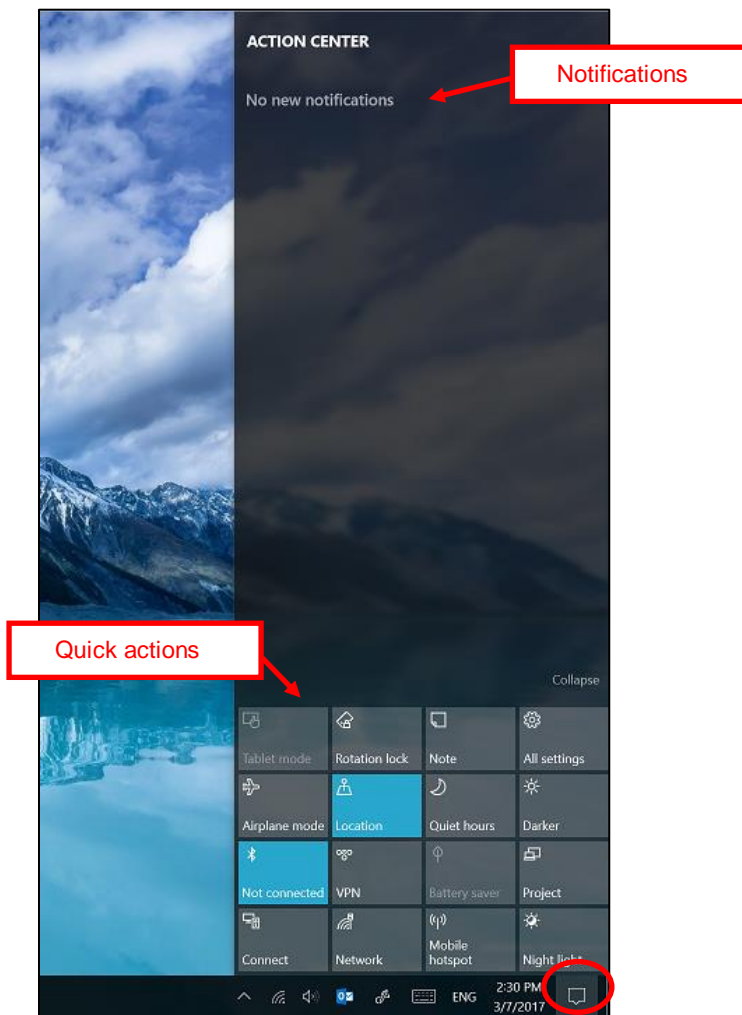 ACTION CENTER
Notifications
No new notifications
Quick actions
Collapse
Tablet mode
Rotation lock
Note
All settings
Airplane mode
Location
Quiet hours
Darker
Not connected
VPN
Battery saver
Project
Connect
Network
Mobile
hotspot
Night light
ENG
2:30 PM
3/7/2017